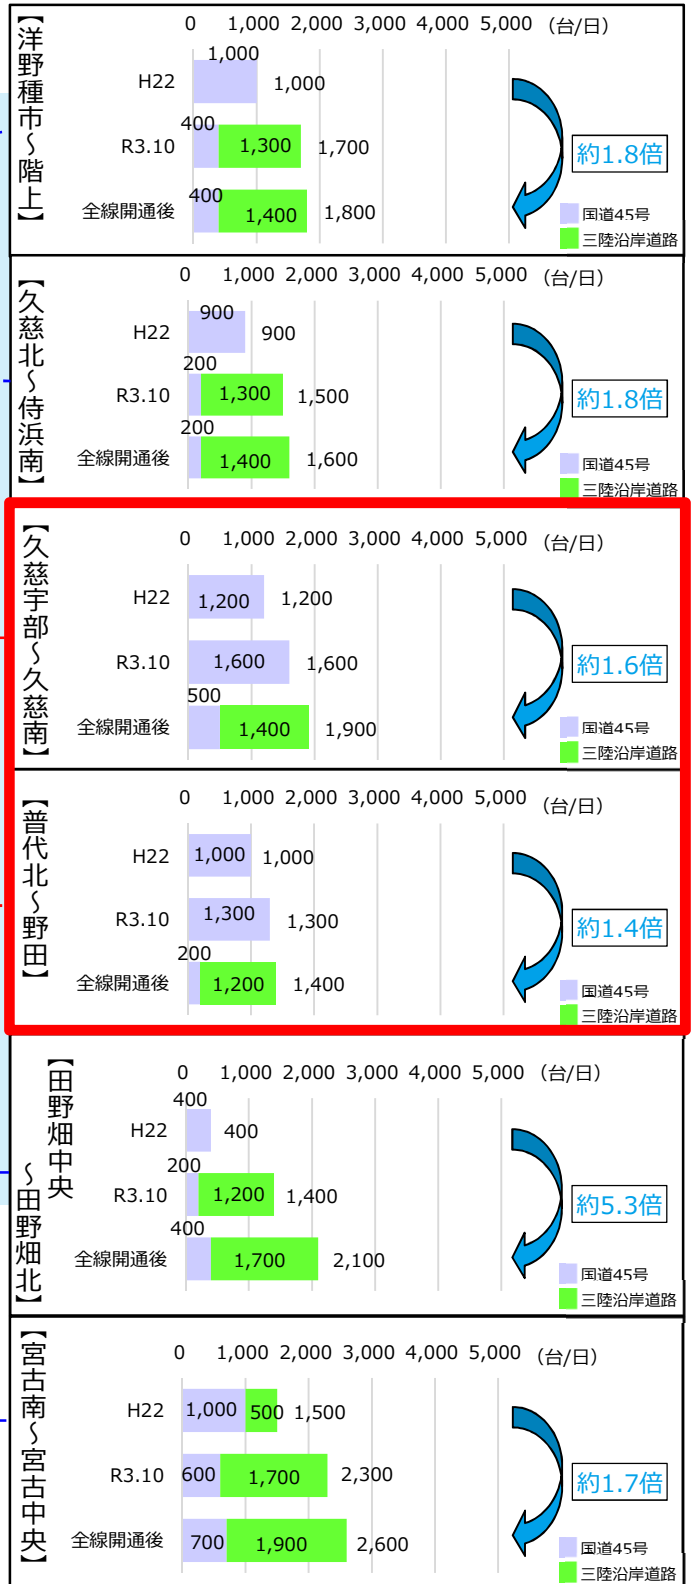 【洋野種市～階上】
0 1,000 2,000 3,000 4,000 5,000 (台/日)
1,000
H22 1,000
400
R3.10 1,300 1,700
400
全線開通後 1,400 1,800
約1.8倍
国道45号
三陸沿岸道路
【久慈北～侍浜南】
0 1,000 2,000 3,000 4,000 5,000 (台/日)
900
H22 900
200
R3.10 1,300 1,500
200
全線開通後 1,400 1,600
約1.8倍
国道45号
三陸沿岸道路
【久慈宇部～久慈南】
0 1,000 2,000 3,000 4,000 5,000 (台/日)
H22 1,200 1,200
R3.10 1,600 1,600
500
全線開通後 1,400 1,900
約1.6倍
国道45号
三陸沿岸道路
【普代北～野田】
0 1,000 2,000 3,000 4,000 5,000 (台/日)
H22 1,000 1,000
R3.10 1,300 1,300
200
全線開通後 1,200 1,400
約1.4倍
国道45号
三陸沿岸道路
【田野畑中央
～田野畑北】
0 1,000 2,000 3,000 4,000 5,000 (台/日)
400
H22 400
200
R3.10 1,200 1,400
400
全線開通後 1,700 2,100
約5.3倍
国道45号
三陸沿岸道路
【宮古南～宮古中央】
0 1,000 2,000 3,000 4,000 5,000 (台/日)
H22 1,000 500 1,500
R3.10 600 1,700 2,300
全線開通後 700 1,900 2,600
約1.7倍
国道45号
三陸沿岸道路